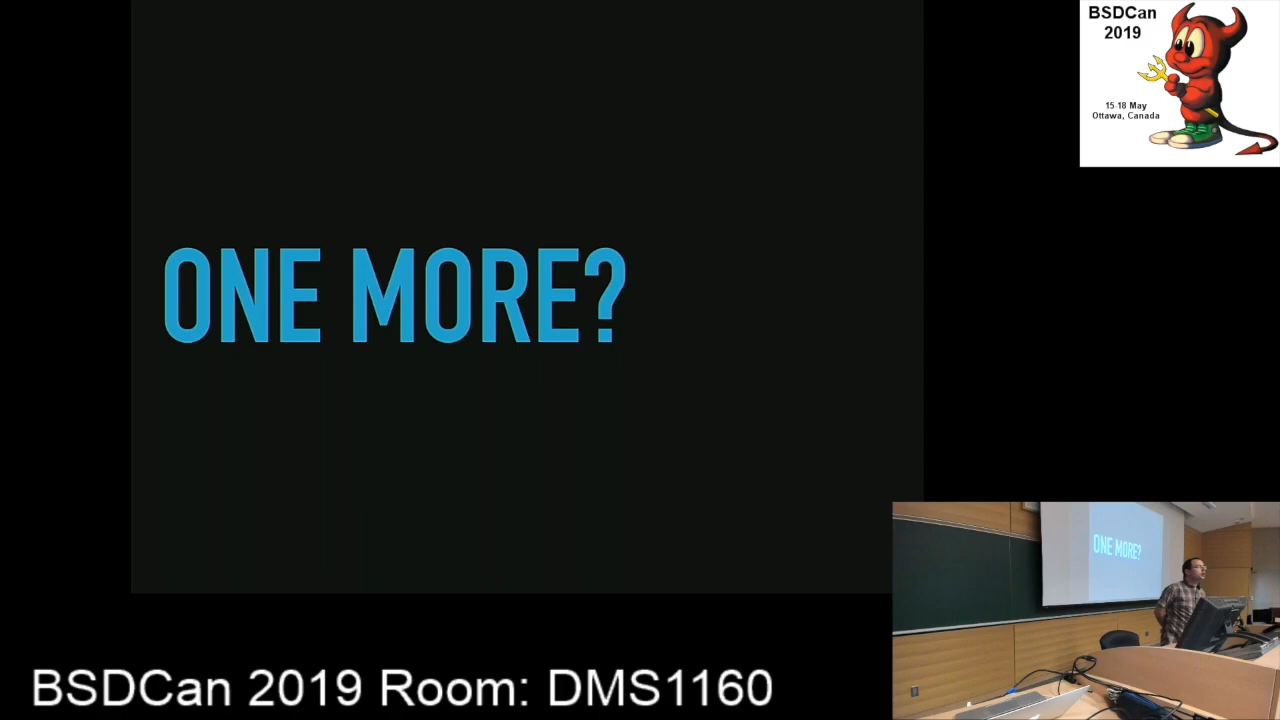 BSDCan
2019
15-18 May
Ottawa, Canada
ONE MORE?
ONE MORE?
BSDCan 2019 Room: DMS1160